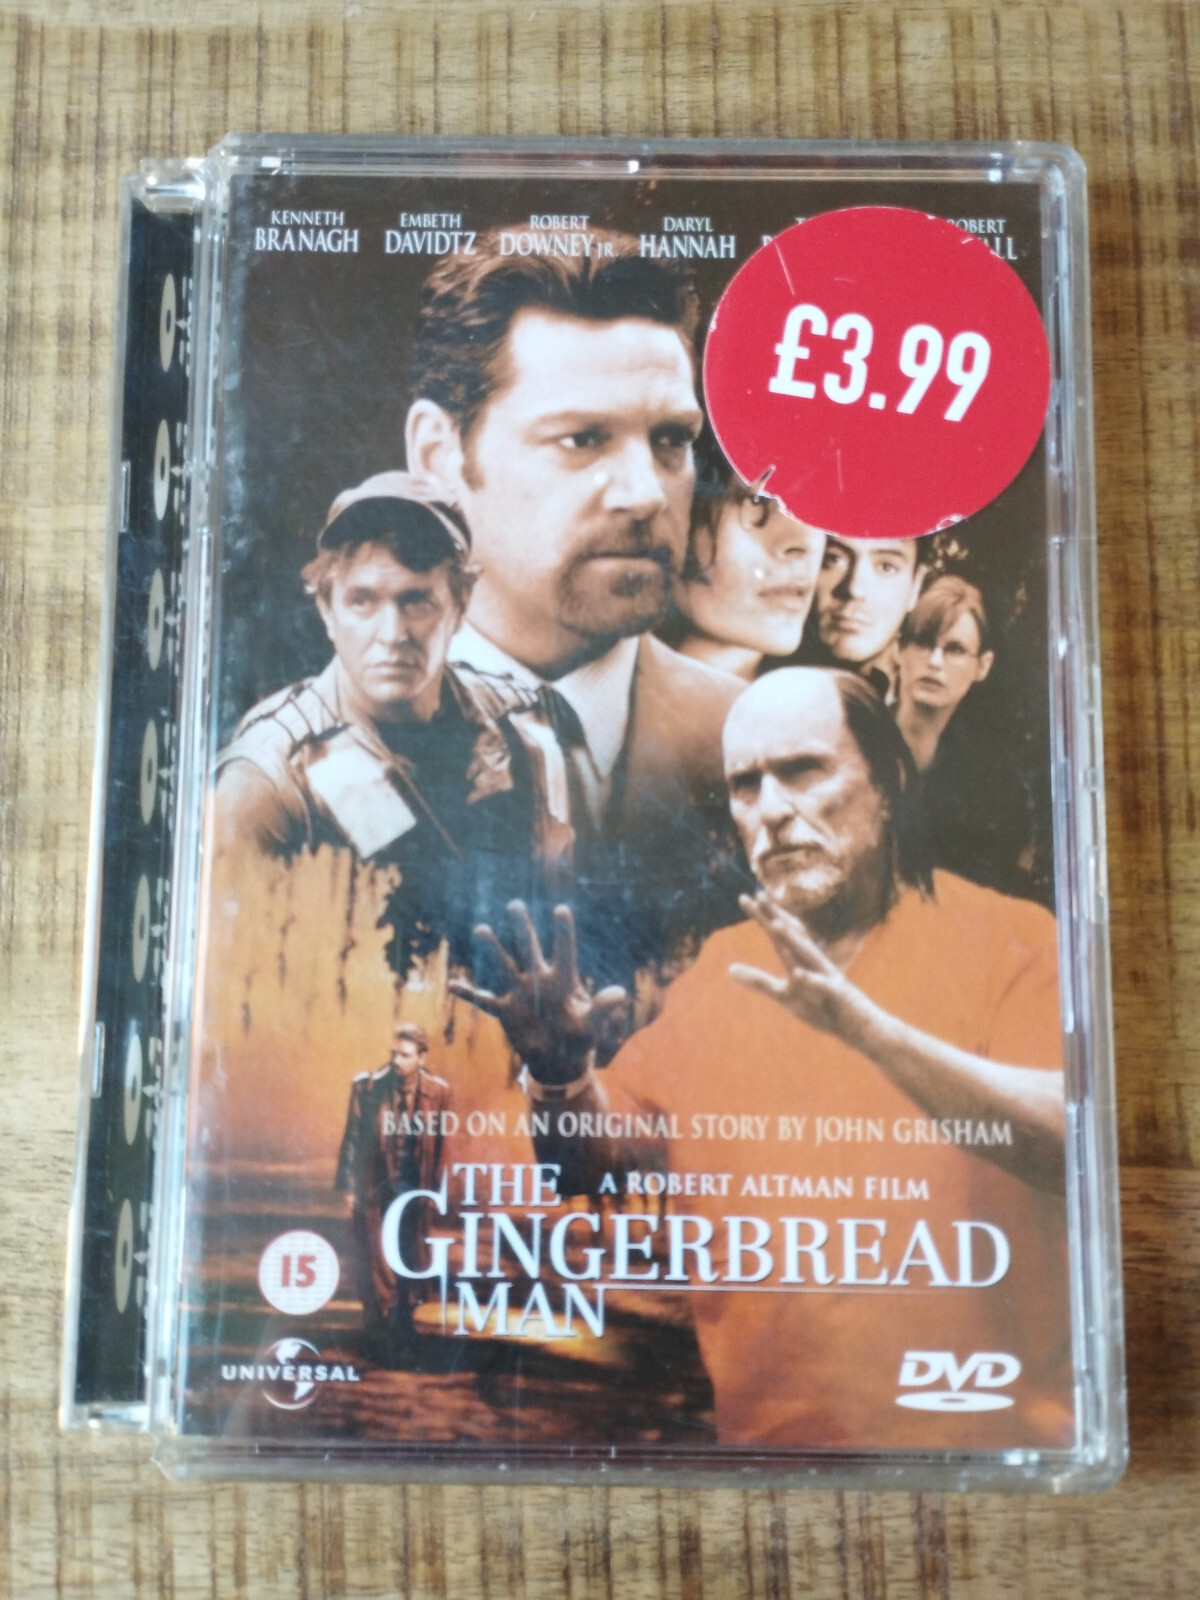 KENNETH
BRANAGH
EMBETH
DAVIDTZ
ROBERT
DOWNEY JR.
DARYL
HANNAH
ROBERT
£3.99
BASED ON AN ORIGINAL STORY BY JOHN GRISHAM
A ROBERT ALTMAN FILM
THE
GINGERBREAD
MAN
15
UNIVERSAL
DVD